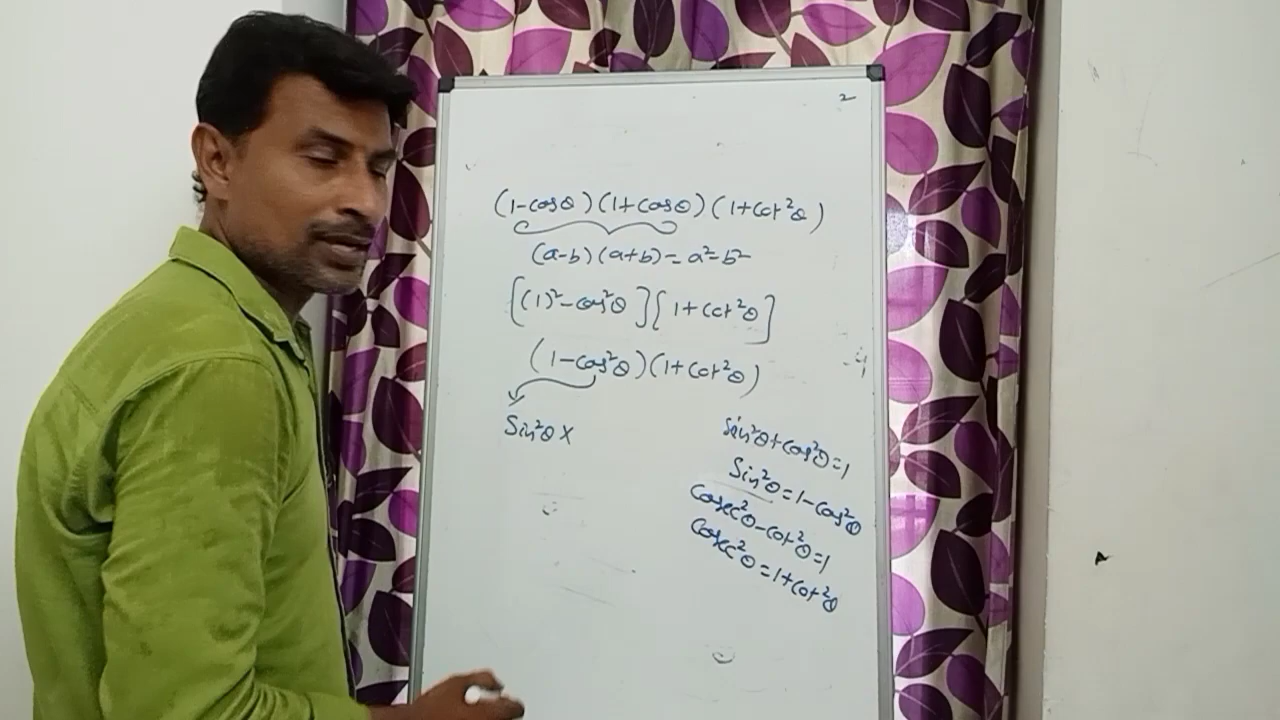 2
(1-cosθ)(1+cosθ)(1+cot²θ)
(a-b)(a+b)=a²-b²
[(1)²-cos²θ][1+cot²θ]
(1-cos²θ)(1+cot²θ)
Sin²θ×
Sin²θ+cos²θ=1
Sin²θ=1-cos²θ
Cosec²θ-cot²θ=1
Cosec²θ=1+cot²θ